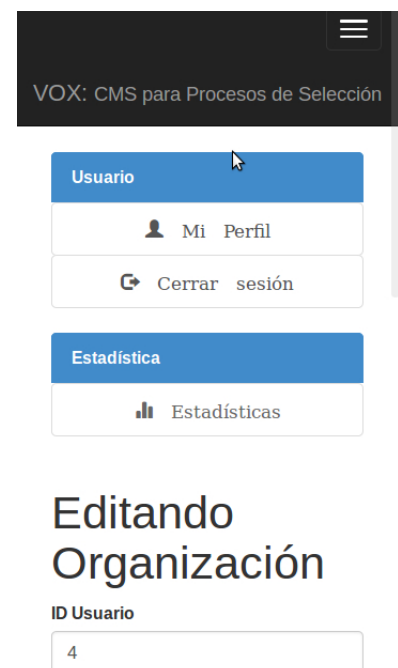 VOX: CMS para Procesos de Selección
Usuario
Mi Perfil
Cerrar sesión
Estadística
Estadísticas
Editando
Organización
ID Usuario
4